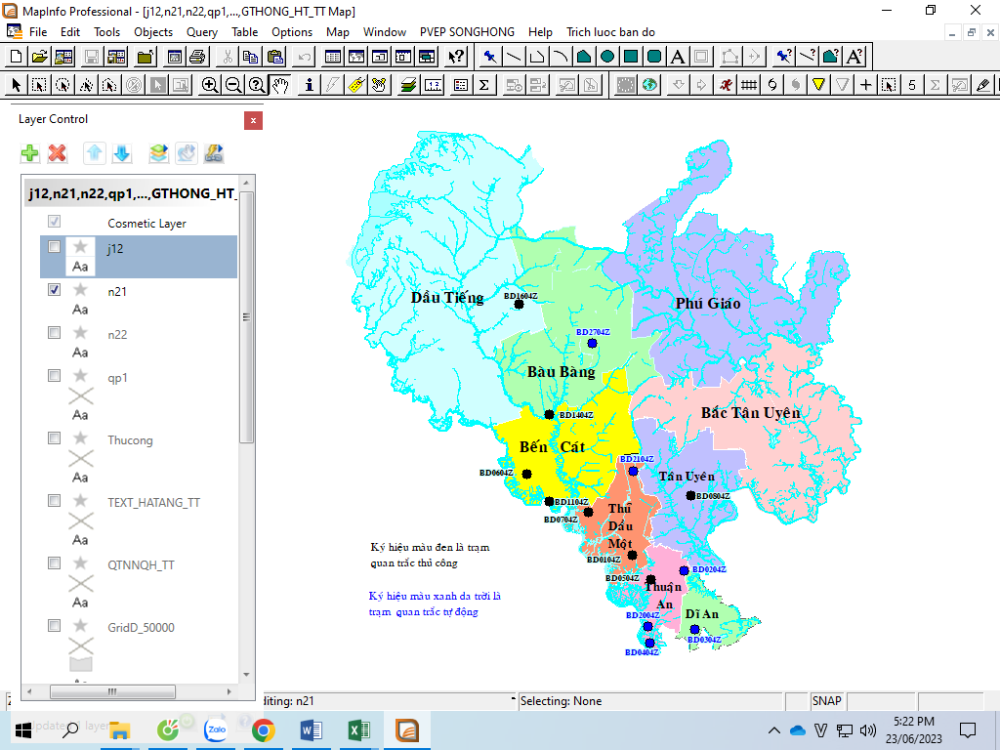 MapInfo Professional - [j12,n21,n22,qp1,...,GTHONG_HT_TT Map]
File Edit Tools Objects Query Table Options Map Window PVEP SONGHONG Help Trich luoc ban do
Layer Control
j12,n21,n22,qp1,...,GTHONG_HT_
Cosmetic Layer
j12
Aa
n21
Aa
n22
Aa
qp1
Aa
Thucong
Aa
TEXT_HATANG_TT
Aa
QTNNQH_TT
Aa
GridD_50000
Dầu Tiếng
BD1604Z
Phú Giáo
BD2704Z
Bàu Bàng
Bắc Tân Uyên
BD1404Z
Bến Cát
BD2104Z
BD0604Z
Tân Uyên
BD0804Z
BD1104Z
BD0704Z
Thủ
Dầu
Một
BD0104Z
BD0204Z
BD0504Z
Thuận
An
BD2004Z
Dĩ An
BD0304Z
BD0404Z
Ký hiệu màu đen là trạm
quan trắc thủ công
Ký hiệu màu xanh da trời là
trạm quan trắc tự động
diting: n21
Selecting: None
SNAP
Zalo
5:22 PM
23/06/2023